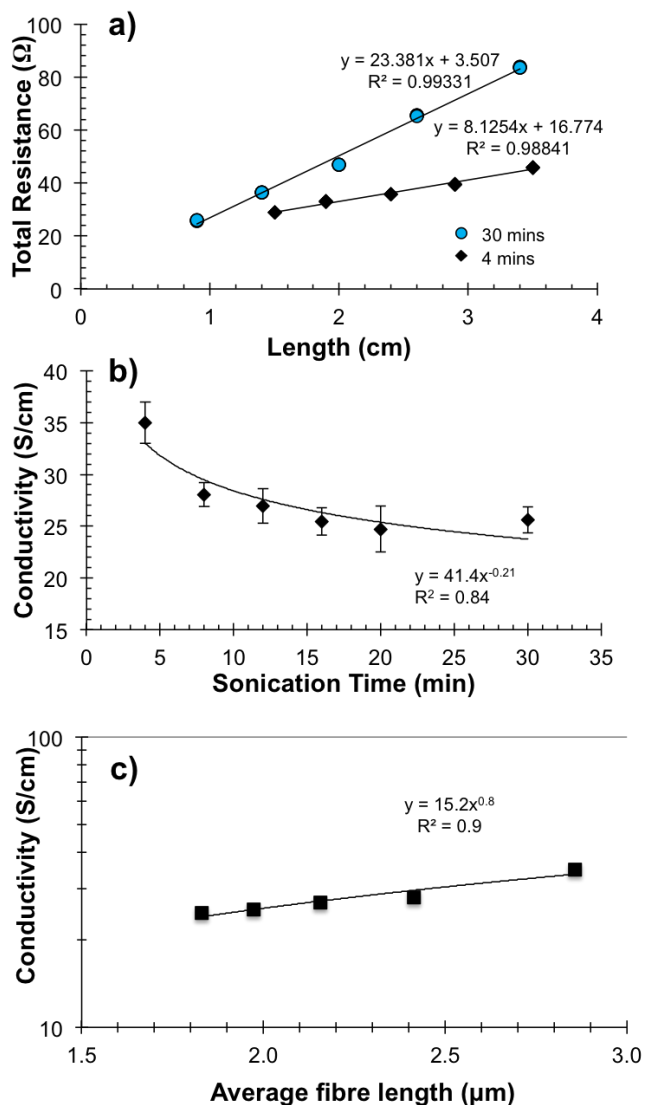 a)
Total Resistance (Ω)
100
80
60
40
20
0
y = 23.381x + 3.507
R² = 0.99331
y = 8.1254x + 16.774
R² = 0.98841
30 mins
4 mins
0 1 2 3 4
Length (cm)
b)
Conductivity (S/cm)
40
35
30
25
20
15
y = 41.4x⁻⁰·²¹
R² = 0.84
0 5 10 15 20 25 30 35
Sonication Time (min)
c)
Conductivity (S/cm)
100
10
y = 15.2x⁰·⁸
R² = 0.9
1.5 2.0 2.5 3.0
Average fibre length (µm)